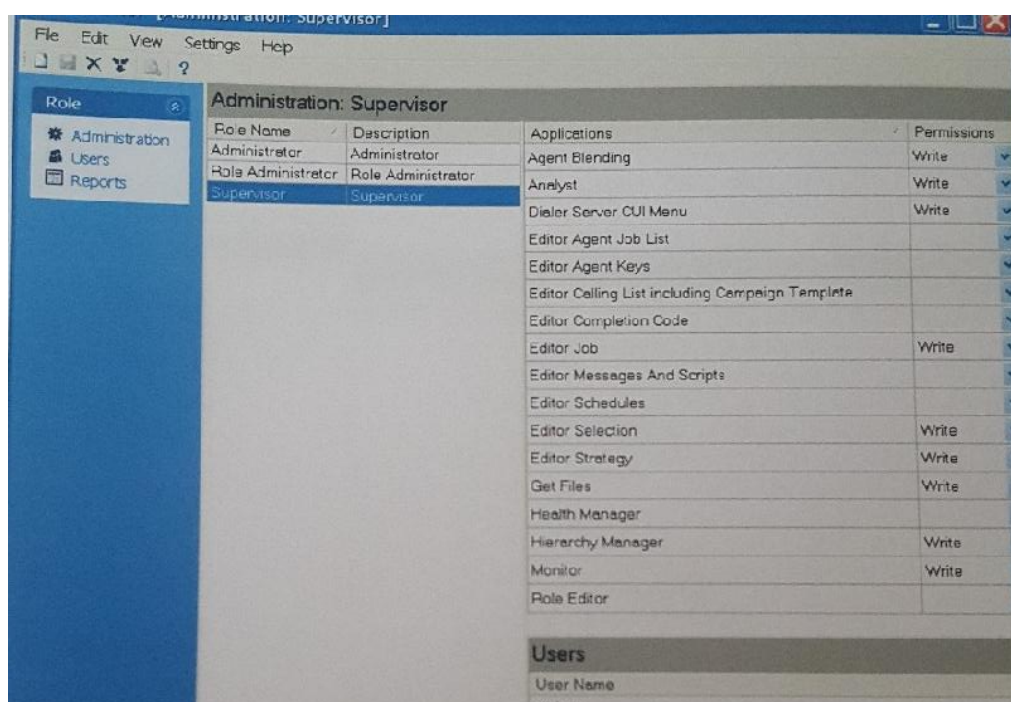 [Administration: Supervisor]
File Edit View Settings Help
Role
Administration
Users
Reports
Administration: Supervisor
Role Name Description
Administrator Administrator
Role Administrator Role Administrator
Supervisor Supervisor
Applications Permissions
Agent Blending Write
Analyst Write
Dialer Server CUI Menu Write
Editor Agent Job List
Editor Agent Keys
Editor Calling List including Campaign Template
Editor Completion Code
Editor Job Write
Editor Messages And Scripts
Editor Schedules
Editor Selection Write
Editor Strategy Write
Get Files Write
Health Manager
Hierarchy Manager Write
Monitor Write
Role Editor
Users
User Name